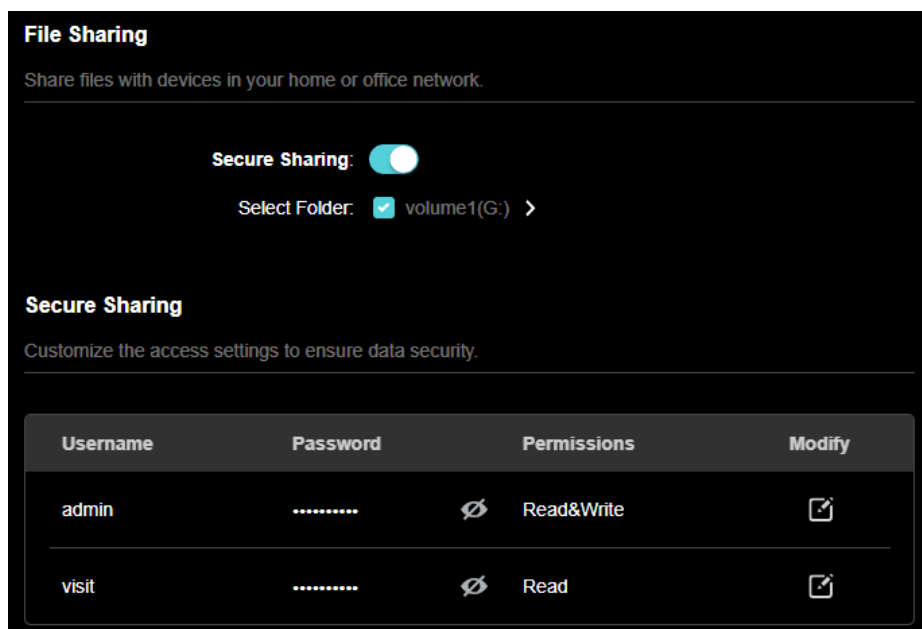 File Sharing
Share files with devices in your home or office network.
Secure Sharing:
Select Folder: volume1(G:)
Secure Sharing
Customize the access settings to ensure data security.
Username Password Permissions Modify
admin •••••••••• Read&Write
visit •••••••••• Read